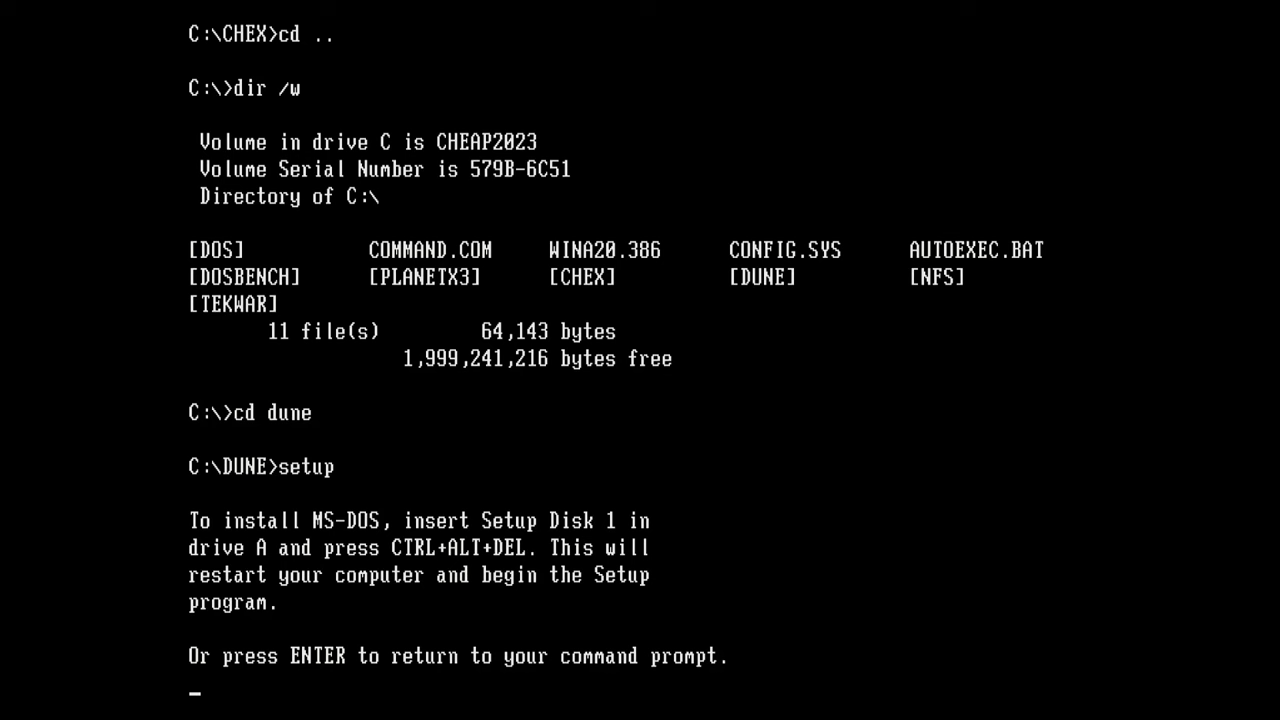 C:\CHEX>cd ..
C:\>dir /w
Volume in drive C is CHEAP2023
Volume Serial Number is 579B-6C51
Directory of C:\
[DOS] COMMAND.COM WINA20.386 CONFIG.SYS AUTOEXEC.BAT
[DOSBENCH] [PLANETX3] [CHEX] [DUNE] [NFS]
[TEKWAR]
11 file(s) 64,143 bytes
1,999,241,216 bytes free
C:\>cd dune
C:\DUNE>setup
To install MS-DOS, insert Setup Disk 1 in
drive A and press CTRL+ALT+DEL. This will
restart your computer and begin the Setup
program.
Or press ENTER to return to your command prompt.
_